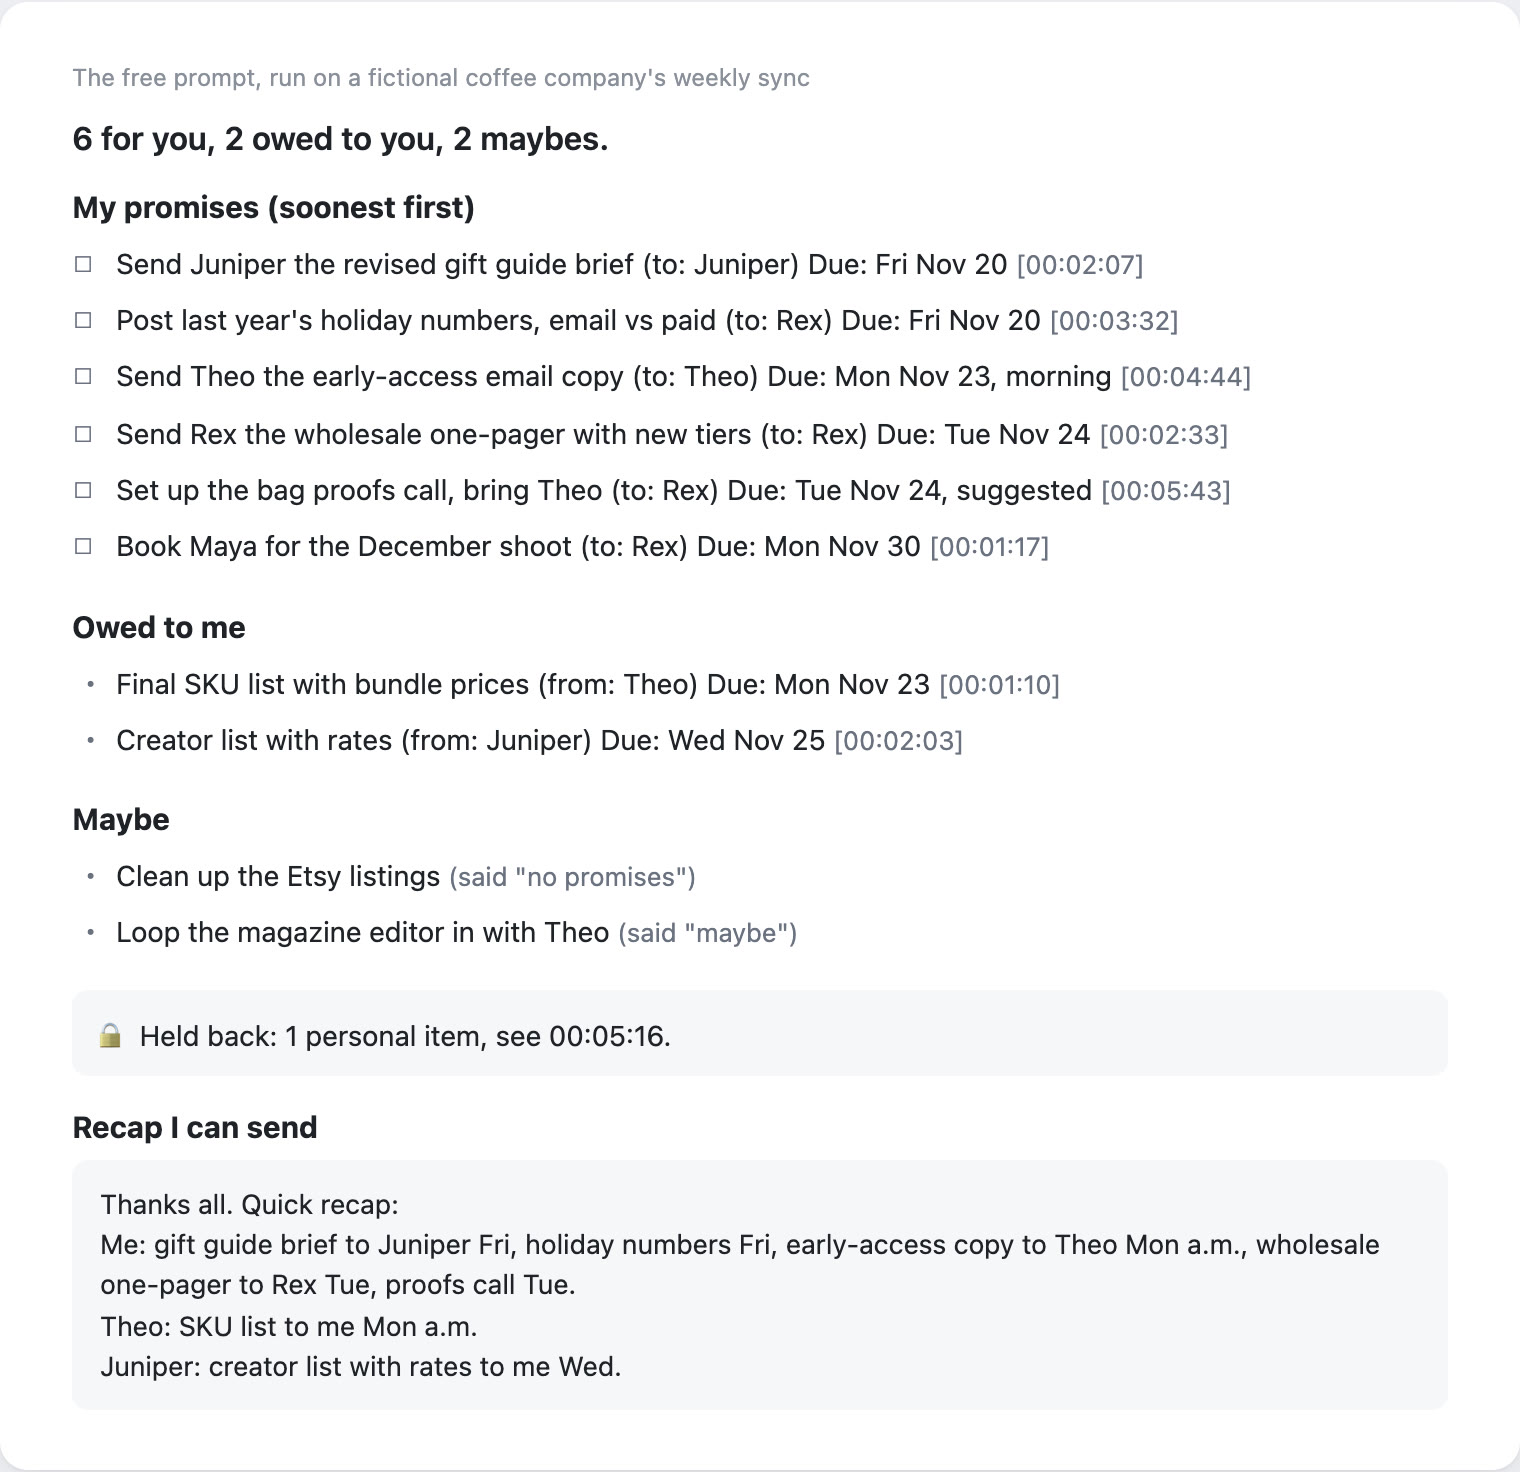 The free prompt, run on a fictional coffee company's weekly sync
6 for you, 2 owed to you, 2 maybes.
My promises (soonest first)
Send Juniper the revised gift guide brief (to: Juniper) Due: Fri Nov 20 [00:02:07]
Post last year's holiday numbers, email vs paid (to: Rex) Due: Fri Nov 20 [00:03:32]
Send Theo the early-access email copy (to: Theo) Due: Mon Nov 23, morning [00:04:44]
Send Rex the wholesale one-pager with new tiers (to: Rex) Due: Tue Nov 24 [00:02:33]
Set up the bag proofs call, bring Theo (to: Rex) Due: Tue Nov 24, suggested [00:05:43]
Book Maya for the December shoot (to: Rex) Due: Mon Nov 30 [00:01:17]
Owed to me
• Final SKU list with bundle prices (from: Theo) Due: Mon Nov 23 [00:01:10]
• Creator list with rates (from: Juniper) Due: Wed Nov 25 [00:02:03]
Maybe
• Clean up the Etsy listings (said "no promises")
• Loop the magazine editor in with Theo (said "maybe")
Held back: 1 personal item, see 00:05:16.
Recap I can send
Thanks all. Quick recap:
Me: gift guide brief to Juniper Fri, holiday numbers Fri, early-access copy to Theo Mon a.m., wholesale
one-pager to Rex Tue, proofs call Tue.
Theo: SKU list to me Mon a.m.
Juniper: creator list with rates to me Wed.